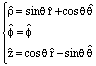 ρ̂ = sinθ r̂ + cosθ θ̂
ϕ̂ = ϕ̂
ẑ = cosθ r̂ − sinθ θ̂